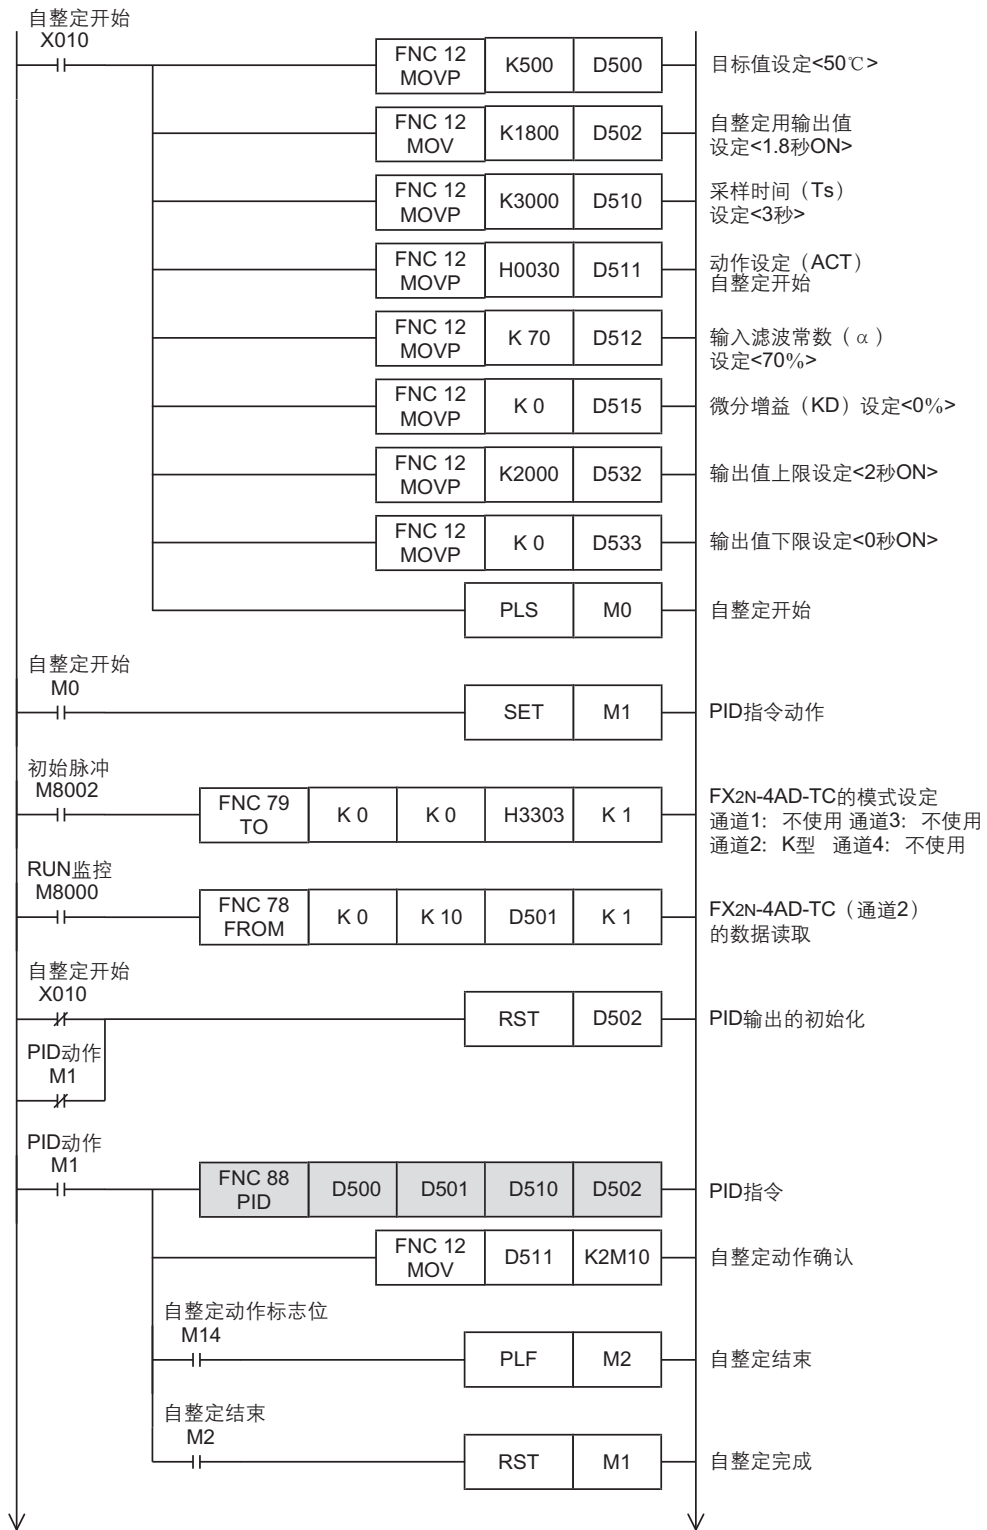 自整定开始
X010
FNC 12
MOVP
K500
D500
目标值设定<50℃>
FNC 12
MOV
K1800
D502
自整定用输出值
设定<1.8秒ON>
FNC 12
MOVP
K3000
D510
采样时间（Ts）
设定<3秒>
FNC 12
MOVP
H0030
D511
动作设定（ACT）
自整定开始
FNC 12
MOVP
K 70
D512
输入滤波常数（α）
设定<70%>
FNC 12
MOVP
K 0
D515
微分增益（KD）设定<0%>
FNC 12
MOVP
K2000
D532
输出值上限设定<2秒ON>
FNC 12
MOVP
K 0
D533
输出值下限设定<0秒ON>
PLS
M0
自整定开始
自整定开始
M0
SET
M1
PID指令动作
初始脉冲
M8002
FNC 79
TO
K 0
K 0
H3303
K 1
FX2N-4AD-TC的模式设定
通道1：不使用 通道3：不使用
通道2：K型 通道4：不使用
RUN监控
M8000
FNC 78
FROM
K 0
K 10
D501
K 1
FX2N-4AD-TC（通道2）
的数据读取
自整定开始
X010
RST
D502
PID输出的初始化
PID动作
M1
PID动作
M1
FNC 88
PID
D500
D501
D510
D502
PID指令
FNC 12
MOV
D511
K2M10
自整定动作确认
自整定动作标志位
M14
PLF
M2
自整定结束
自整定结束
M2
RST
M1
自整定完成